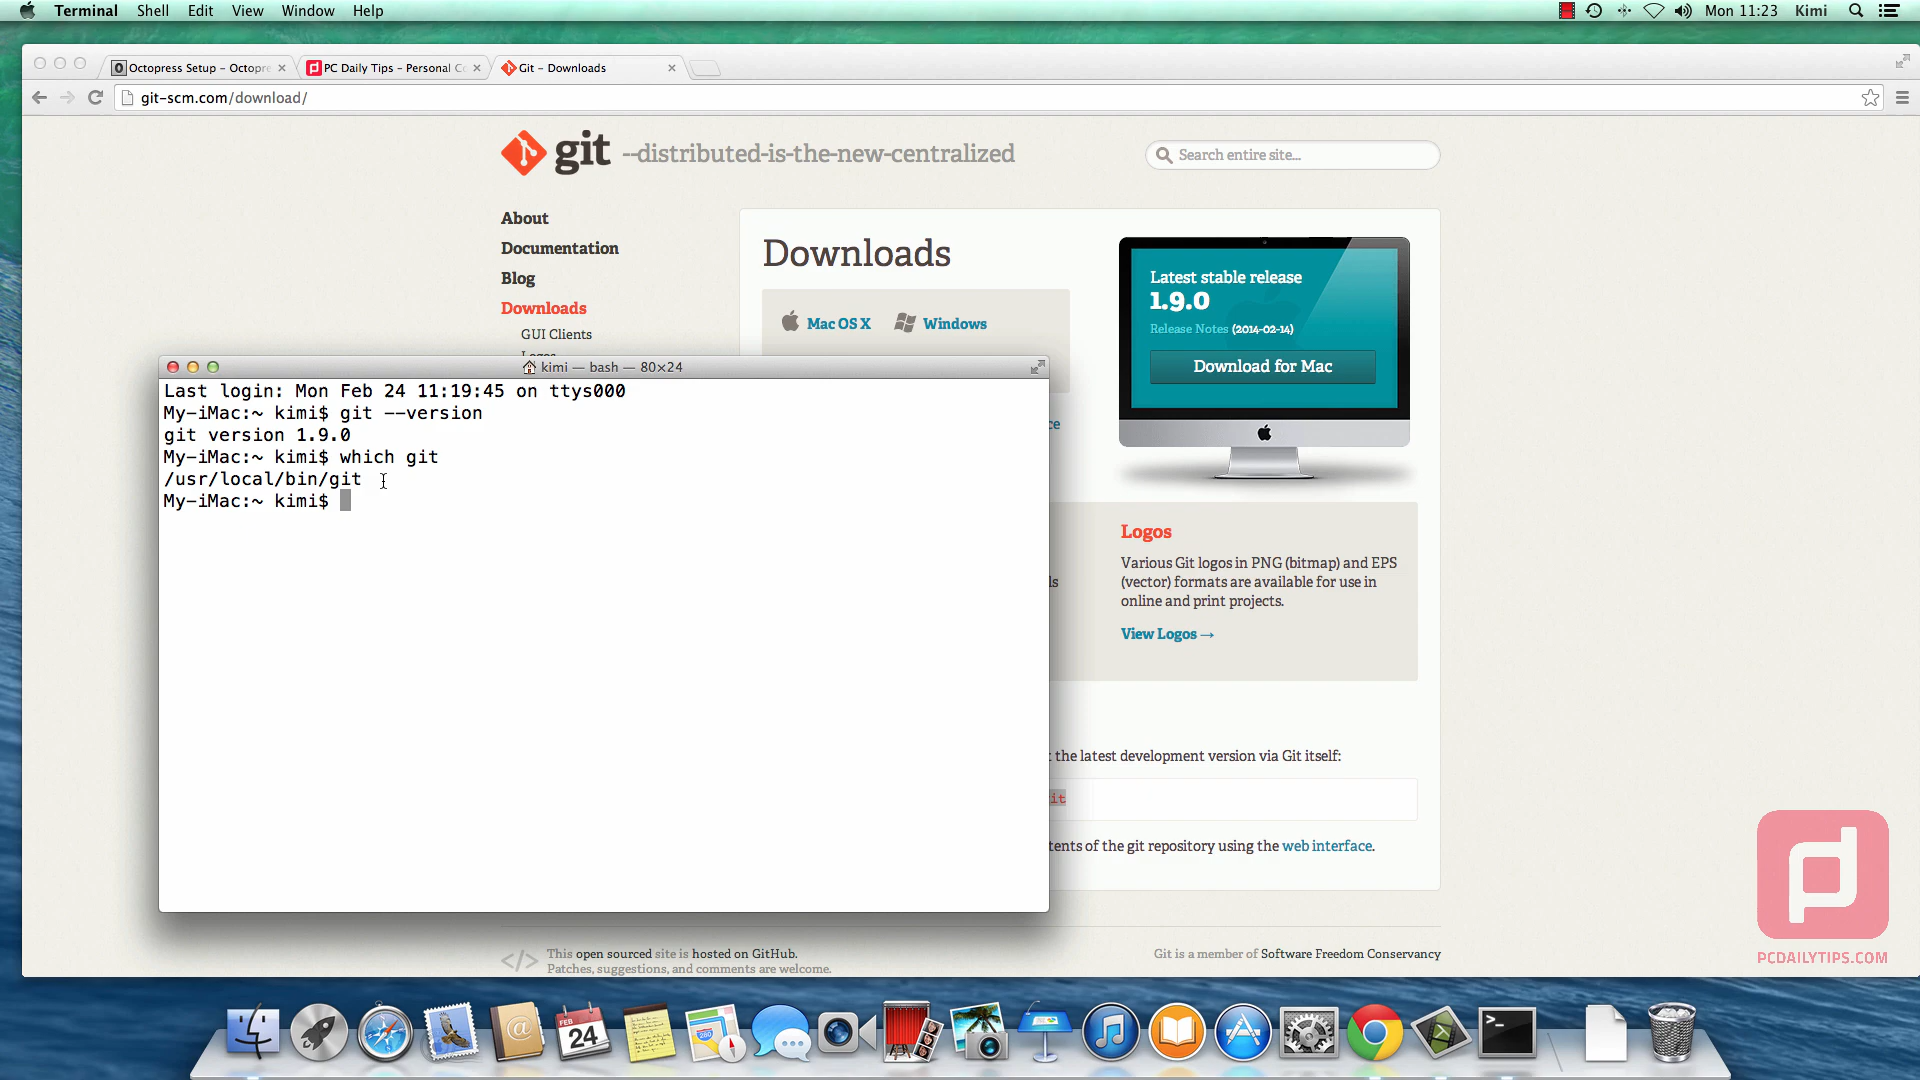 Terminal Shell Edit View Window Help Mon 11:23 Kimi
Octopress Setup - Octopre PC Daily Tips - Personal Co Git - Downloads
git-scm.com/download/
git --distributed-is-the-new-centralized
Search entire site...
About
Documentation
Blog
Downloads
GUI Clients
Logos
Downloads
Mac OS X Windows
Latest stable release
1.9.0
Release Notes (2014-02-14)
Download for Mac
kimi — bash — 80×24
Last login: Mon Feb 24 11:19:45 on ttys000
My-iMac:~ kimi$ git --version
git version 1.9.0
My-iMac:~ kimi$ which git
/usr/local/bin/git
My-iMac:~ kimi$
Logos
Various Git logos in PNG (bitmap) and EPS
(vector) formats are available for use in
online and print projects.
View Logos →
the latest development version via Git itself:
it
tents of the git repository using the web interface.
</> This open sourced site is hosted on GitHub.
Patches, suggestions, and comments are welcome.
Git is a member of Software Freedom Conservancy
PCDAILYTIPS.COM
FEB
24